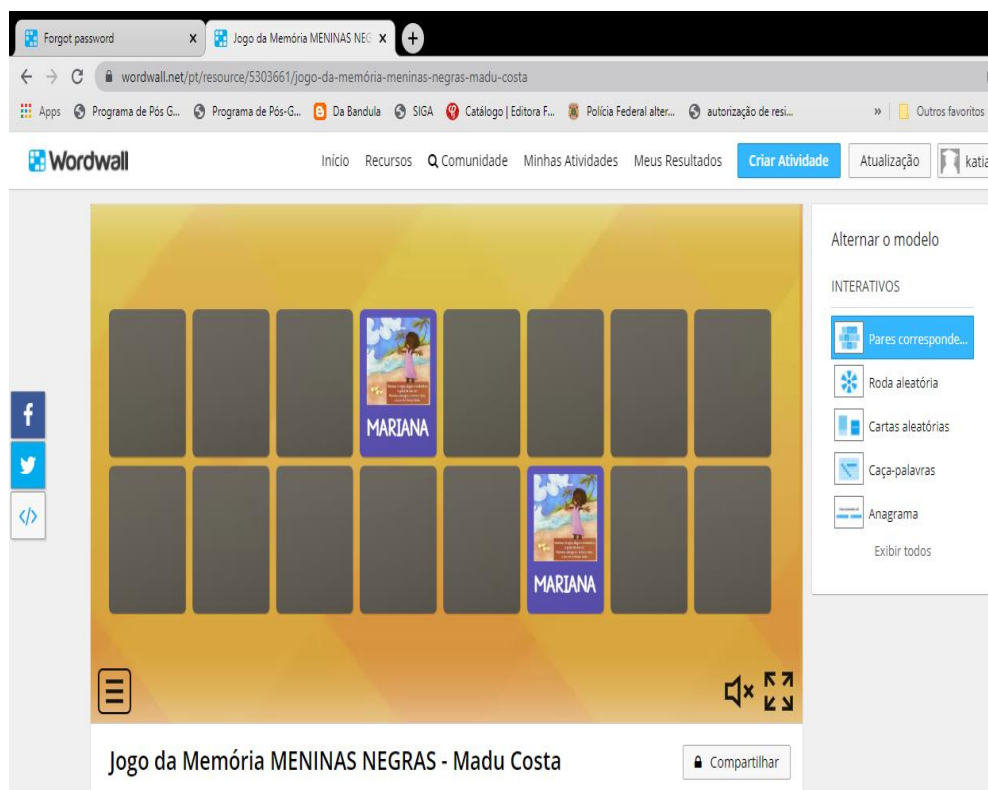 Forgot password
Jogo da Memória MENINAS NEG
wordwall.net/pt/resource/5303661/jogo-da-memória-meninas-negras-madu-costa
Apps Programa de Pós G... Programa de Pós-G... Da Bandula SIGA Catálogo | Editora F... Polícia Federal alter... autorização de resi... » Outros favoritos
Wordwall Início Recursos Comunidade Minhas Atividades Meus Resultados Criar Atividade Atualização katia
Alternar o modelo
INTERATIVOS
Pares corresponde...
Roda aleatória
Cartas aleatórias
Caça-palavras
Anagrama
Exibir todos
MARIANA
MARIANA
Jogo da Memória MENINAS NEGRAS - Madu Costa
Compartilhar